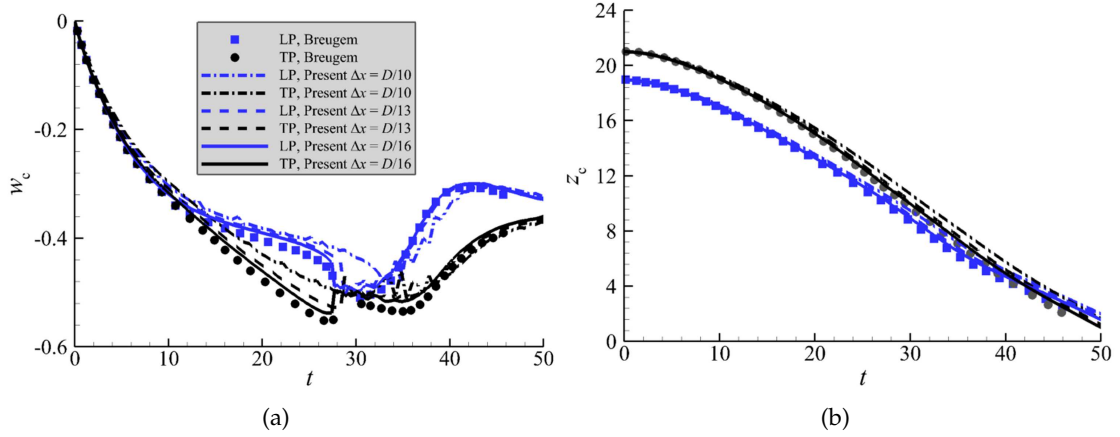 0
-0.2
-0.4
-0.6
w_c
LP, Breugem
TP, Breugem
LP, Present Δx = D/10
TP, Present Δx = D/10
LP, Present Δx = D/13
TP, Present Δx = D/13
LP, Present Δx = D/16
TP, Present Δx = D/16
0 10 20 30 40 50
t
(a)
24
20
16
12
8
4
0
z_c
0 10 20 30 40 50
t
(b)